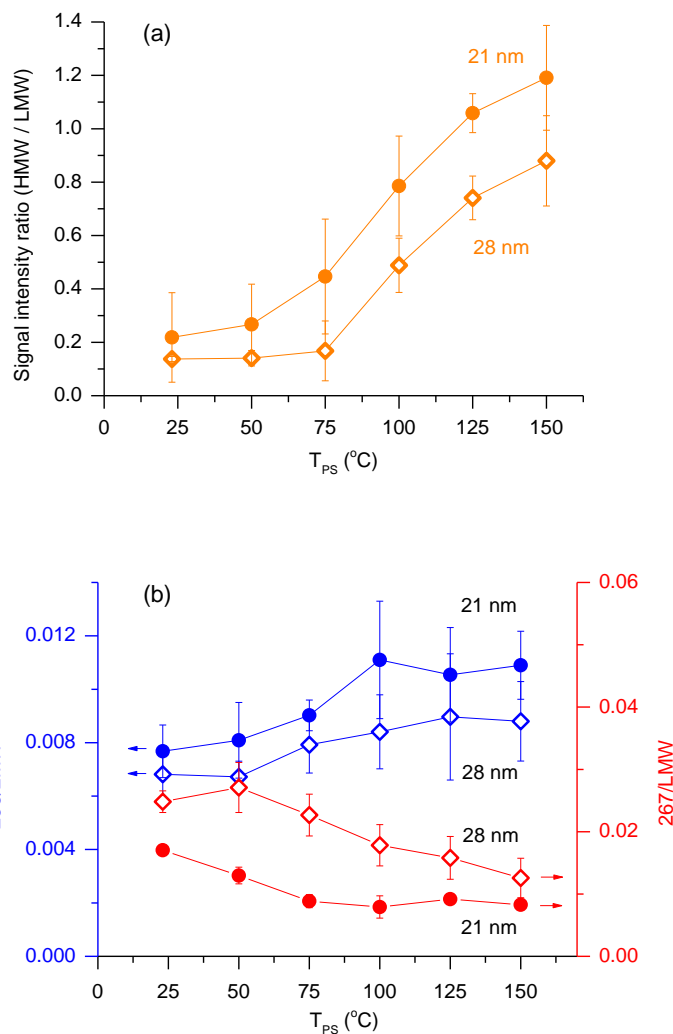 (a)
1.4
1.2
1.0
0.8
0.6
0.4
0.2
0.0
Signal intensity ratio (HMW / LMW)
21 nm
28 nm
0 25 50 75 100 125 150
T_PS (°C)
(b)
0.012
0.008
0.004
0.000
21 nm
28 nm
28 nm
21 nm
0.06
0.04
0.02
0.00
267/LMW
0 25 50 75 100 125 150
T_PS (°C)